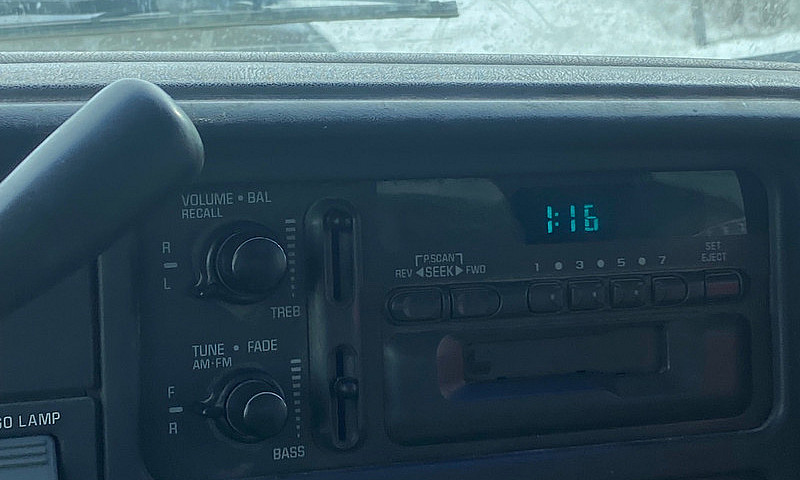 VOLUME • BAL
RECALL
R
L
TREB
TUNE • FADE
AM-FM
F
R
BASS
1:16
P.SCAN
REV ◀SEEK▶ FWD
1 • 3 • 5 • 7
SET
EJECT
GO LAMP